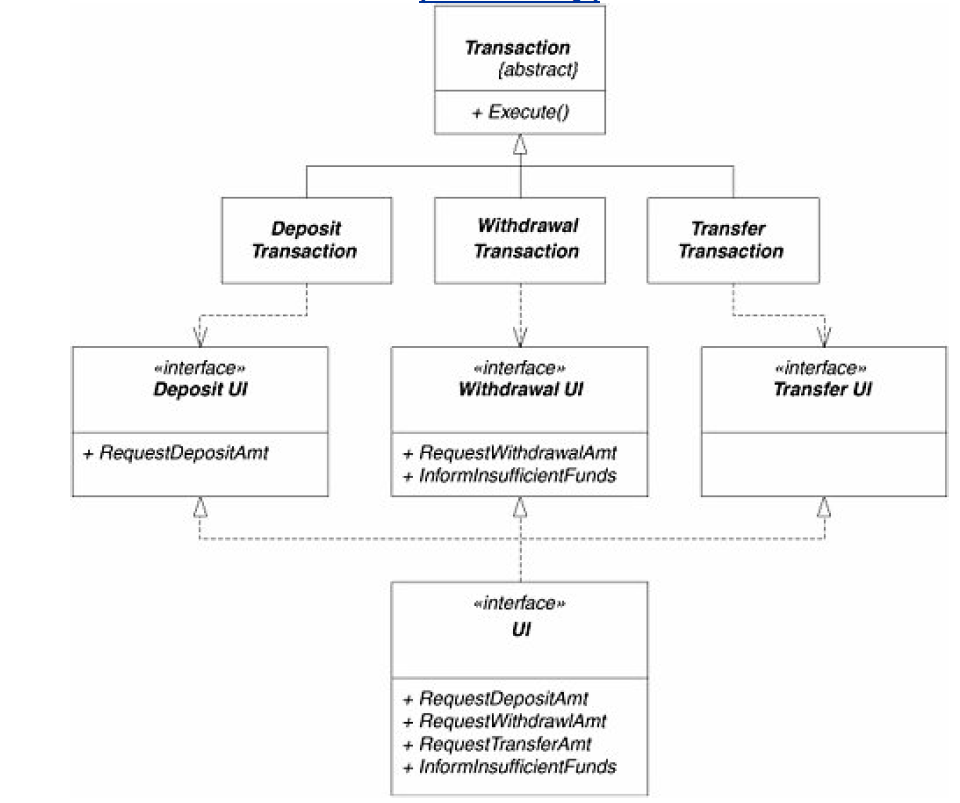 Transaction
{abstract}
+ Execute()
Deposit
Transaction
Withdrawal
Transaction
Transfer
Transaction
«interface»
Deposit UI
+ RequestDepositAmt
«interface»
Withdrawal UI
+ RequestWithdrawalAmt
+ InformInsufficientFunds
«interface»
Transfer UI
«interface»
UI
+ RequestDepositAmt
+ RequestWithdrawlAmt
+ RequestTransferAmt
+ InformInsufficientFunds